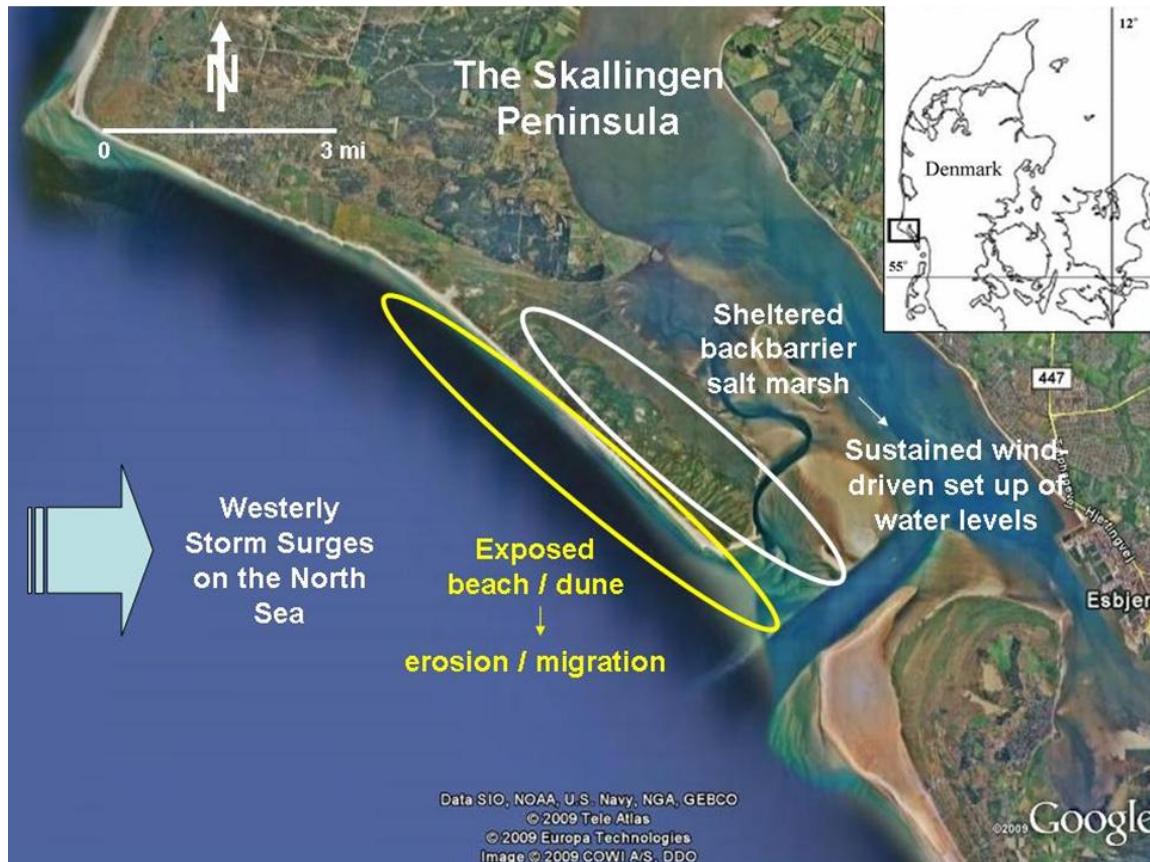 N
The Skallingen
Peninsula
0
3 mi
12°
Denmark
55°
447
Sheltered
backbarrier
salt marsh
Sustained wind-
driven set up of
water levels
Westerly
Storm Surges
on the North
Sea
Exposed
beach / dune
erosion / migration
Hjertingvej
Esbjer
Data SIO, NOAA, U.S. Navy, NGA, GEBCO
© 2009 Tele Atlas
© 2009 Europa Technologies
Image © 2009 COWI A/S, DDO
©2009 Google